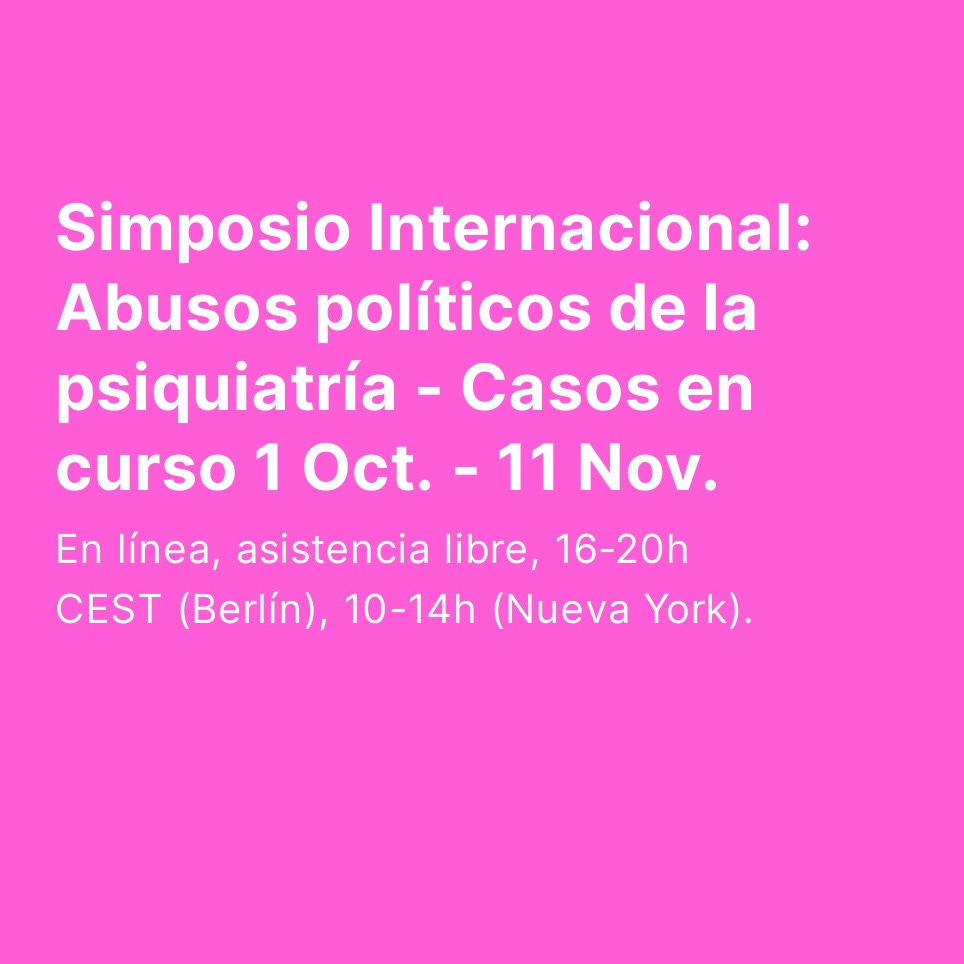 Simposio Internacional:
Abusos políticos de la
psiquiatría - Casos en
curso 1 Oct. - 11 Nov.
En línea, asistencia libre, 16-20h
CEST (Berlín), 10-14h (Nueva York).